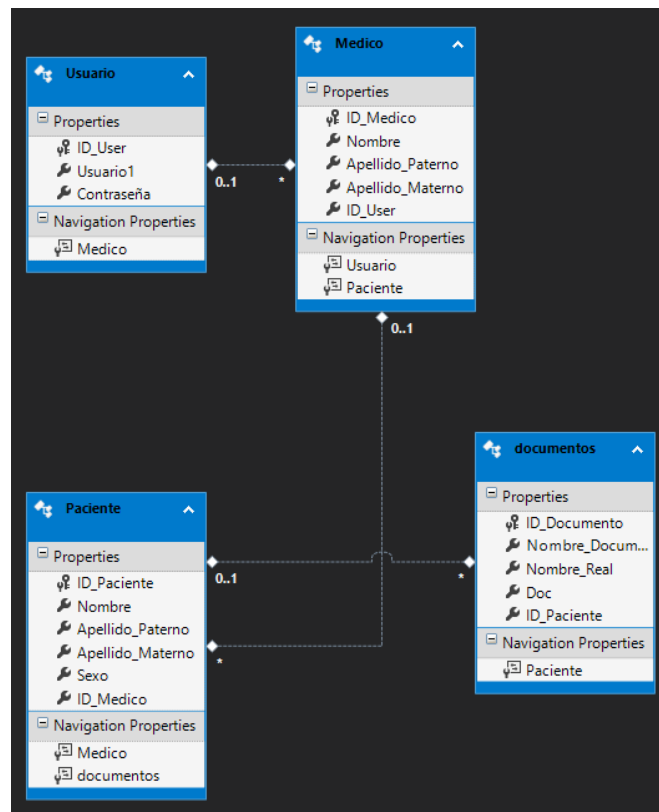 Usuario
Properties
ID_User
Usuario1
Contraseña
Navigation Properties
Medico
0..1
*
Medico
Properties
ID_Medico
Nombre
Apellido_Paterno
Apellido_Materno
ID_User
Navigation Properties
Usuario
Paciente
0..1
documentos
Properties
ID_Documento
Nombre_Docum...
Nombre_Real
Doc
ID_Paciente
Navigation Properties
Paciente
Paciente
Properties
ID_Paciente
Nombre
Apellido_Paterno
Apellido_Materno
Sexo
ID_Medico
Navigation Properties
Medico
documentos
0..1
*
*